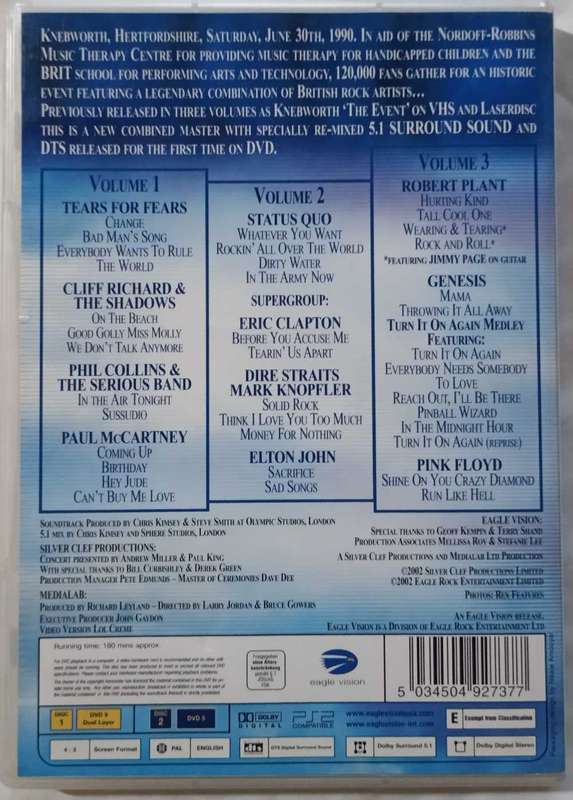 Knebworth, Hertfordshire, Saturday, June 30th, 1990. In aid of the Nordoff-Robbins
Music Therapy Centre for providing music therapy for handicapped children and the
BRIT school for performing arts and technology, 120,000 fans gather for an historic
event featuring a legendary combination of British rock artists...
Previously released in three volumes as Knebworth 'The Event' on VHS and Laserdisc
this is a new combined master with specially re-mixed 5.1 SURROUND SOUND and
DTS released for the first time on DVD.
Volume 1
TEARS FOR FEARS
Change
Bad Man's Song
Everybody Wants To Rule
The World
CLIFF RICHARD &
THE SHADOWS
On The Beach
Good Golly Miss Molly
We Don't Talk Anymore
PHIL COLLINS &
THE SERIOUS BAND
In The Air Tonight
Sussudio
PAUL McCARTNEY
Coming Up
Birthday
Hey Jude
Can't Buy Me Love
Volume 2
STATUS QUO
Whatever You Want
Rockin' All Over The World
Dirty Water
In The Army Now
SUPERGROUP:
ERIC CLAPTON
Before You Accuse Me
Tearin' Us Apart
DIRE STRAITS
MARK KNOPFLER
Solid Rock
Think I Love You Too Much
Money For Nothing
ELTON JOHN
Sacrifice
Sad Songs
Volume 3
ROBERT PLANT
Hurting Kind
Tall Cool One
Wearing & Tearing*
Rock and Roll*
*featuring JIMMY PAGE on guitar
GENESIS
Mama
Throwing It All Away
Turn It On Again Medley
Featuring:
Turn It On Again
Everybody Needs Somebody
To Love
Reach Out, I'll Be There
Pinball Wizard
In The Midnight Hour
Turn It On Again (reprise)
PINK FLOYD
Shine On You Crazy Diamond
Run Like Hell
Soundtrack Produced by Chris Kimsey & Steve Smith at Olympic Studios, London
5.1 mix by Chris Kimsey and Sphere Studios, London
SILVER CLEF PRODUCTIONS:
Concert presented by Andrew Miller & Paul King
With special thanks to Bill Curbishley & Derek Green
Production Manager Pete Edmunds – Master of Ceremonies Dave Dee
MEDIALAB:
Produced by Richard Leyland – Directed by Larry Jordan & Bruce Gowers
Executive Producer John Gaydon
Video Version Lol Creme
EAGLE VISION:
Special thanks to Geoff Kempin & Terry Shand
Production Associates Mellissa Roy & Stefanie Lee
A Silver Clef Productions and Medialab Ltd Production
©2002 Silver Clef Productions Limited
©2002 Eagle Rock Entertainment Limited
Photos: Rex Features
An Eagle Vision release.
Eagle Vision is a Division of Eagle Rock Entertainment Ltd
Running time: 180 mins approx.
Freigegeben
ohne Alters-
beschränkung
eagle vision
5 034504 927377
DISC
1
DVD 9
Dual Layer
DISC
2
DVD 5
DOLBY
DIGITAL
PS2
COMPATIBLE
E
Exempt from Classification
4 : 3
Screen Format
PAL
ENGLISH
dts
DTS Digital Surround Sound
Dolby Surround 5.1
Dolby Digital Stereo